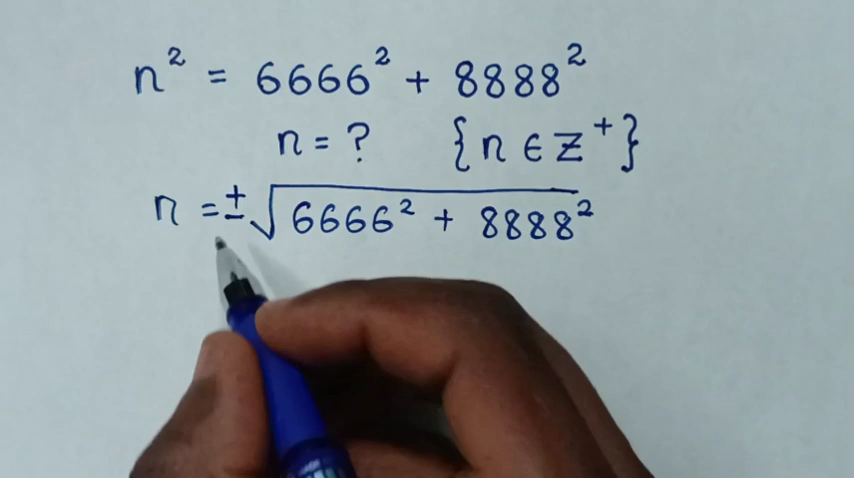 n² = 6666² + 8888²
n = ? {n ∈ Z⁺}
n = ±√6666² + 8888²